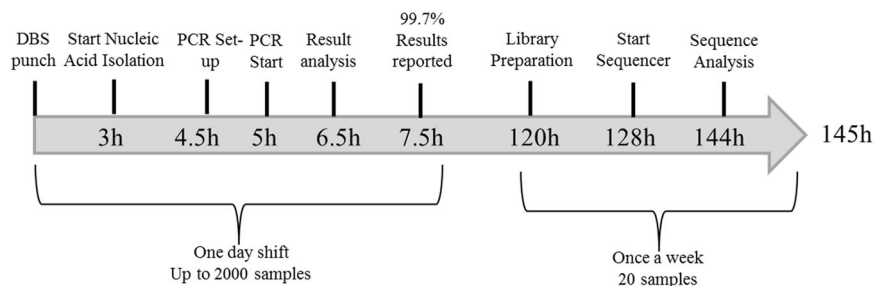 DBS
punch
Start Nucleic
Acid Isolation
PCR Set-
up
PCR
Start
Result
analysis
99.7%
Results
reported
Library
Preparation
Start
Sequencer
Sequence
Analysis
3h
4.5h
5h
6.5h
7.5h
120h
128h
144h
145h
One day shift
Up to 2000 samples
Once a week
20 samples